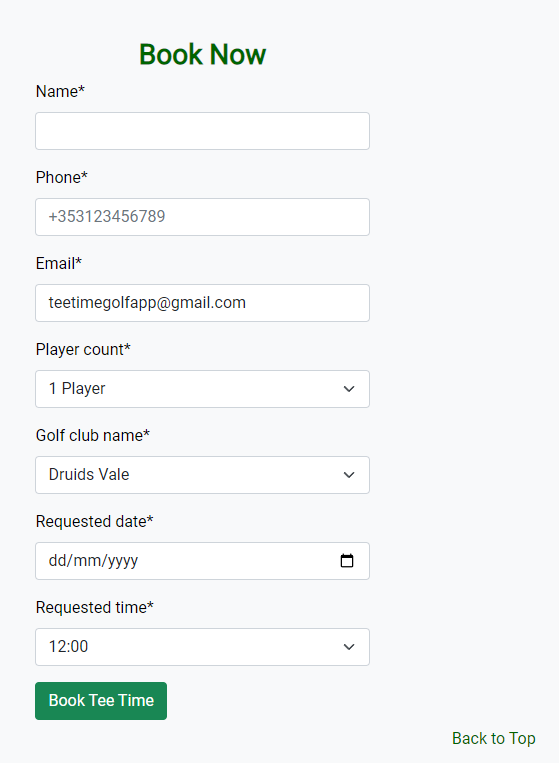 Book Now
Name*
Phone*
+353123456789
Email*
teetimegolfapp@gmail.com
Player count*
1 Player
Golf club name*
Druids Vale
Requested date*
dd/mm/yyyy
Requested time*
12:00
Book Tee Time
Back to Top